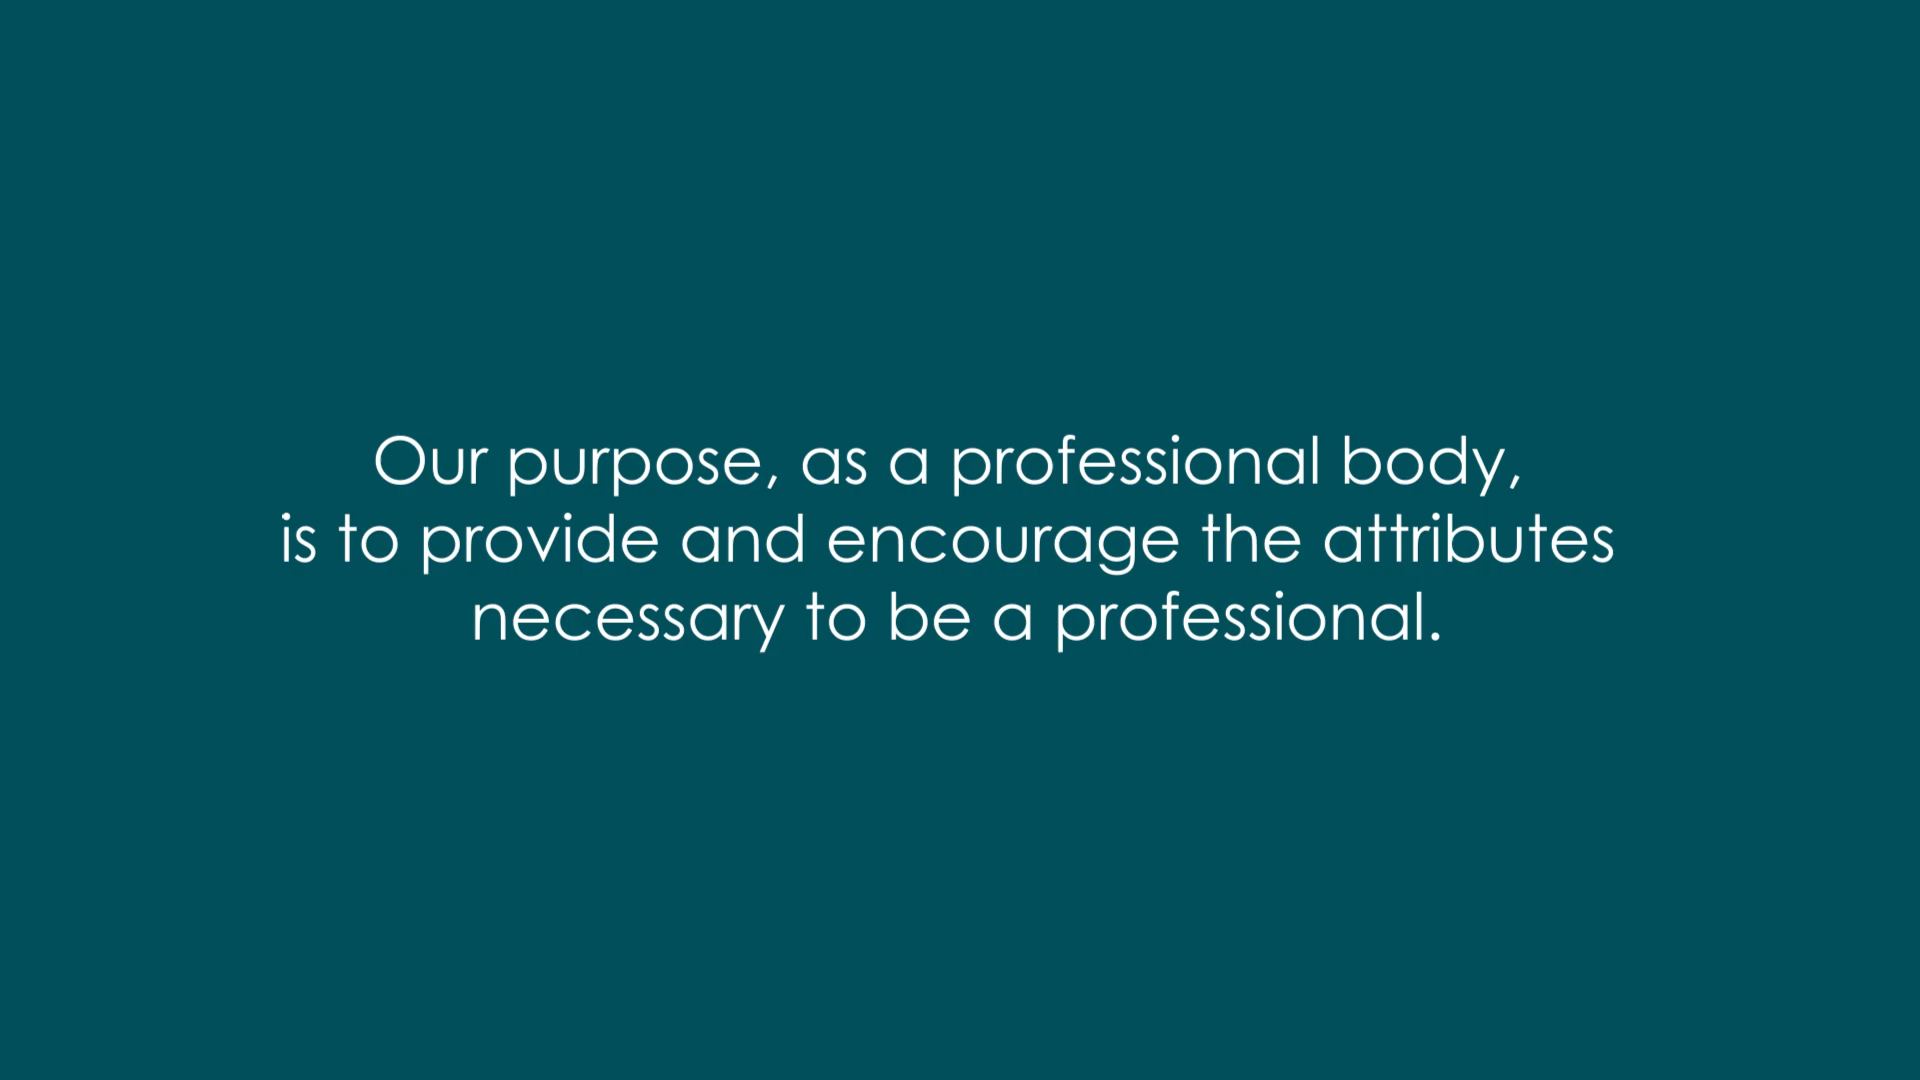 Our purpose, as a professional body,
is to provide and encourage the attributes
necessary to be a professional.